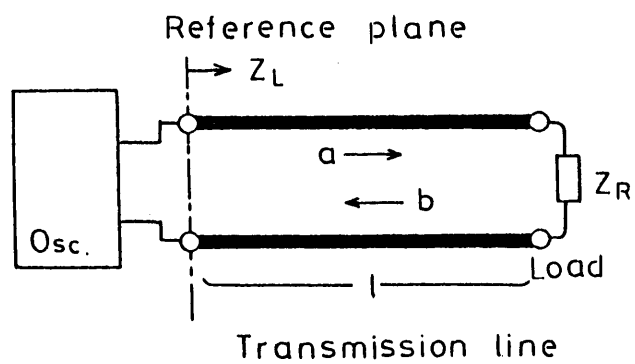 Reference plane
Z_L
a
b
Z_R
Osc.
Load
l
Transmission line